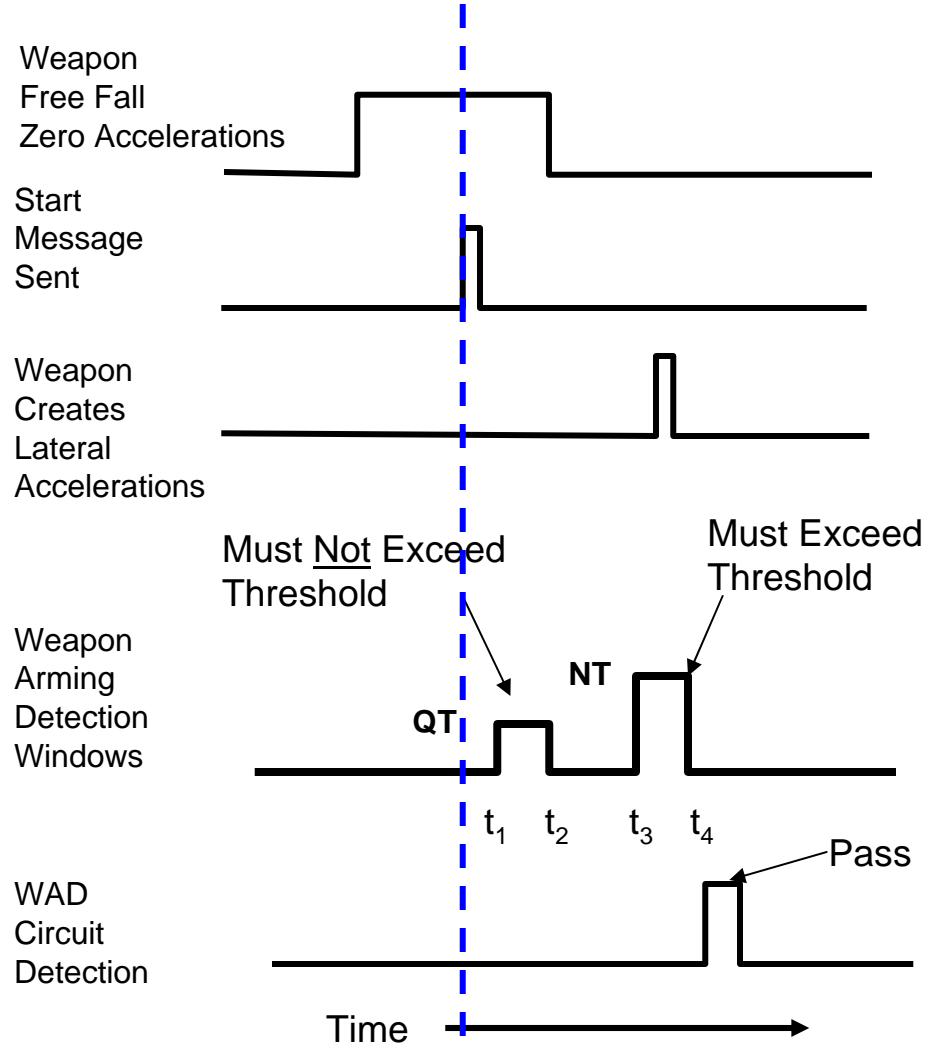 Weapon
Free Fall
Zero Accelerations
Start
Message
Sent
Weapon
Creates
Lateral
Accelerations
Must Not Exceed
Threshold
Must Exceed
Threshold
Weapon
Arming
Detection
Windows
QT
NT
t1 t2 t3 t4
Pass
WAD
Circuit
Detection
Time